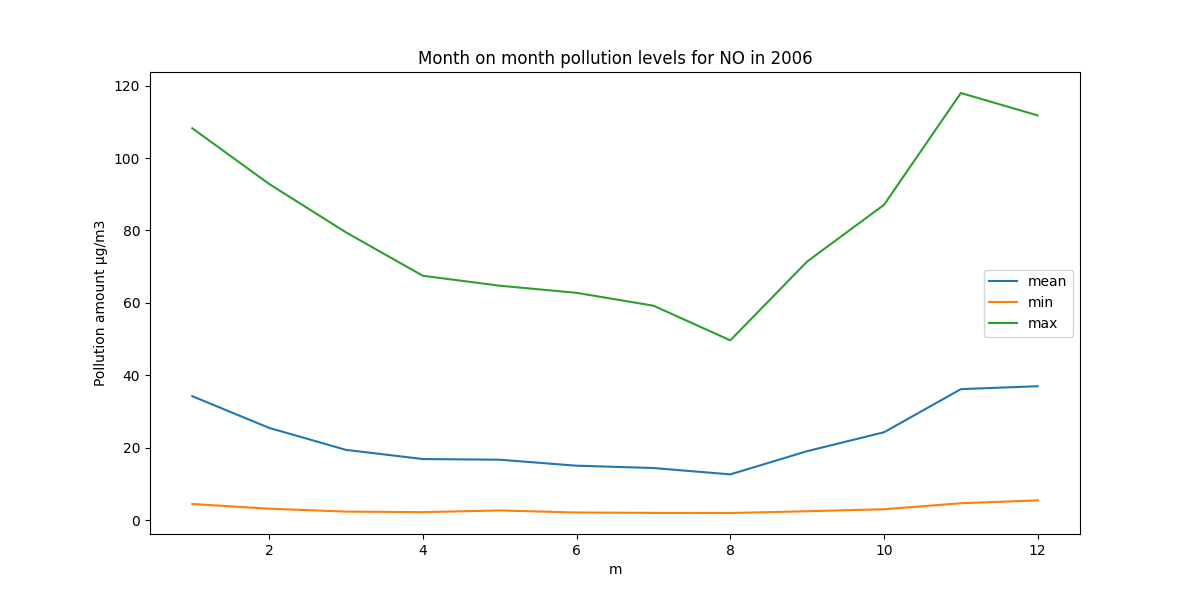 Month on month pollution levels for NO in 2006
Pollution amount µg/m3
120
100
80
60
40
20
0
mean
min
max
2 4 6 8 10 12
m